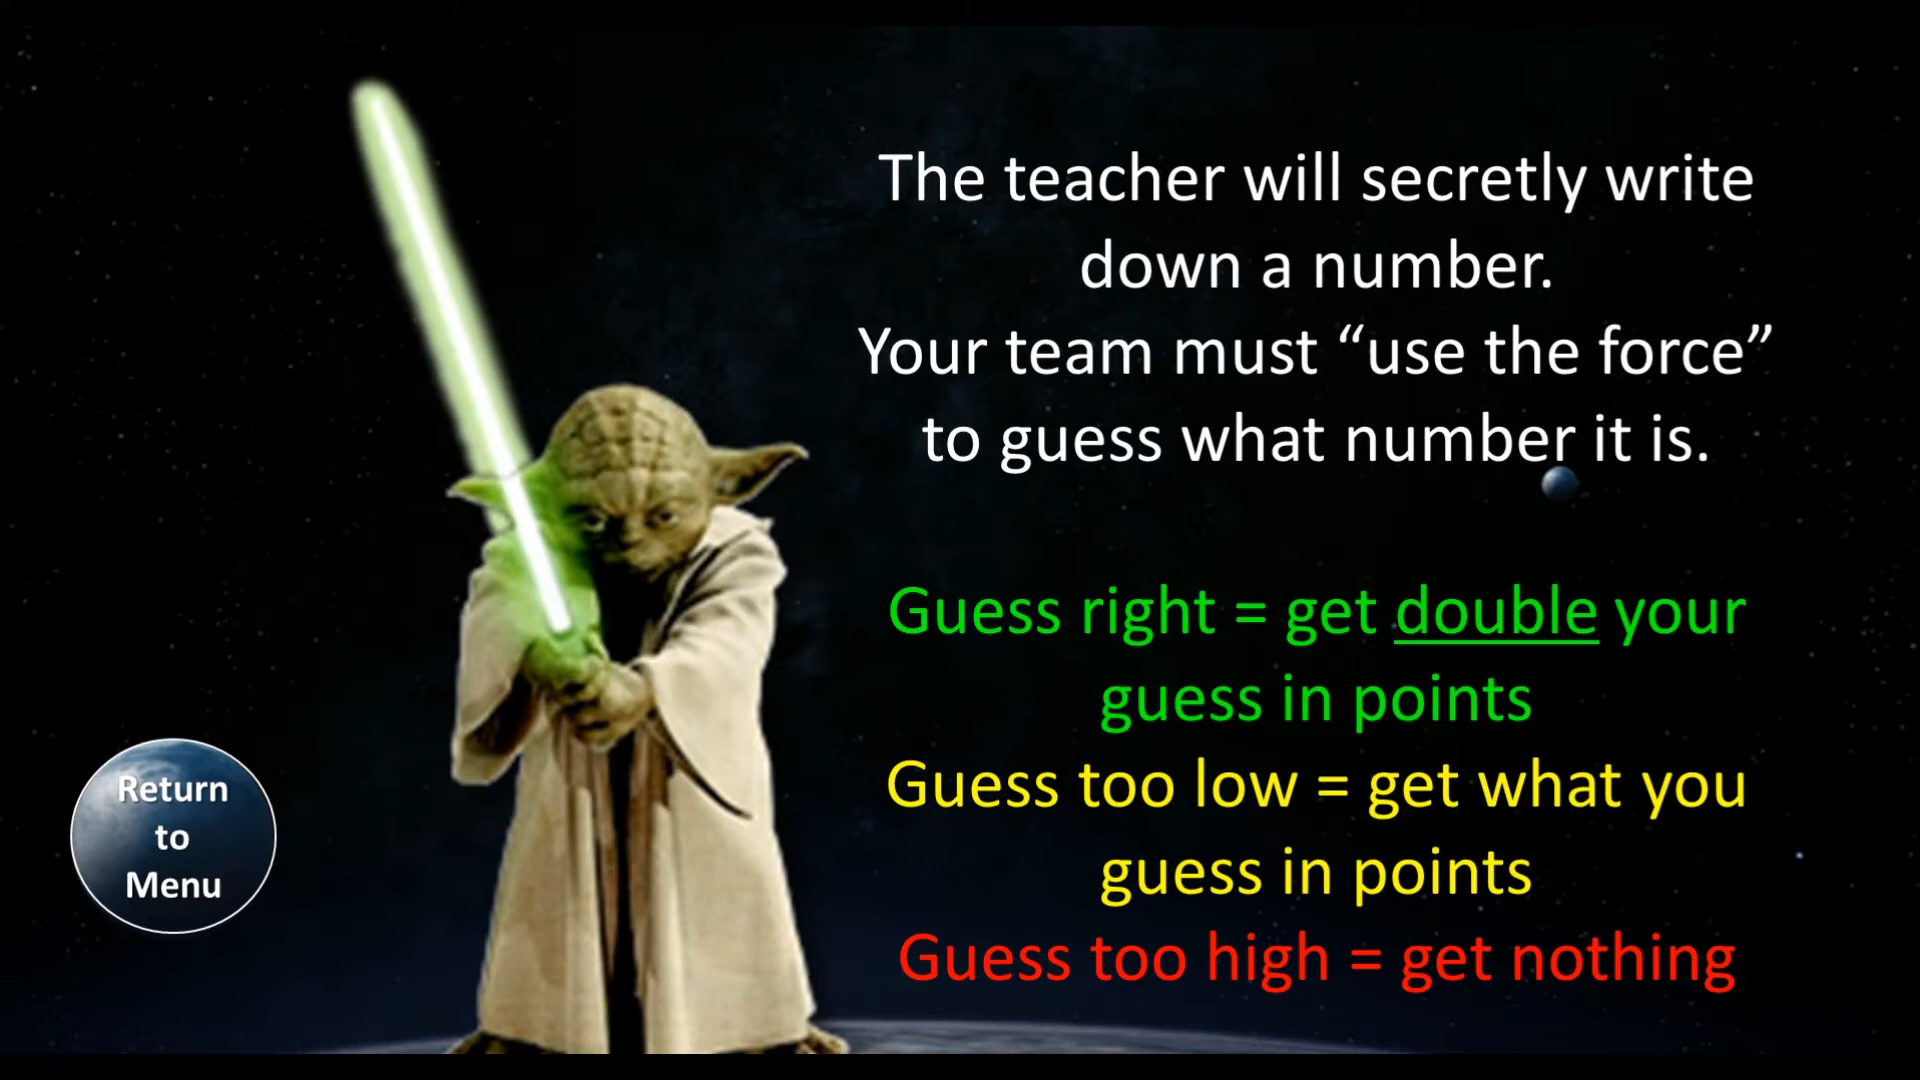 The teacher will secretly write
down a number.
Your team must “use the force”
to guess what number it is.
Guess right = get double your
guess in points
Guess too low = get what you
guess in points
Guess too high = get nothing
Return
to
Menu